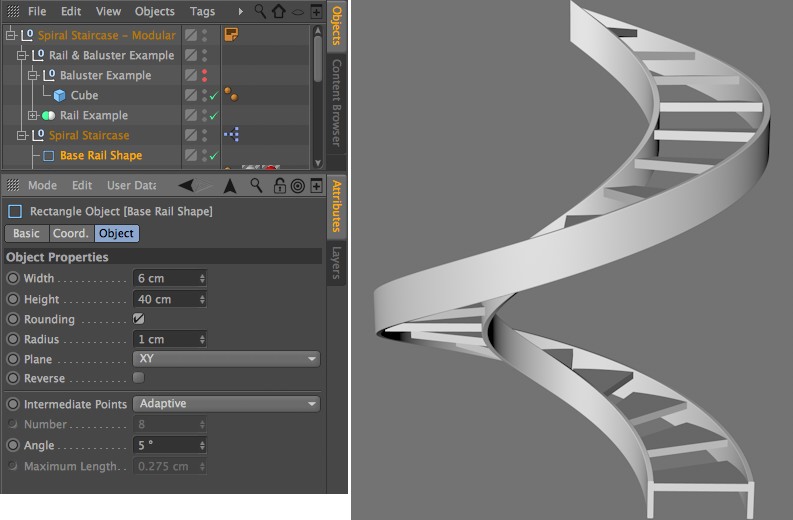 File Edit View Objects Tags
Objects
Content Browser
Spiral Staircase - Modular
Rail & Baluster Example
Baluster Example
Cube
Rail Example
Spiral Staircase
Base Rail Shape
Mode Edit User Data
Attributes
Layers
Rectangle Object [Base Rail Shape]
Basic Coord. Object
Object Properties
Width 6 cm
Height 40 cm
Rounding
Radius 1 cm
Plane XY
Reverse
Intermediate Points Adaptive
Number 8
Angle 5 °
Maximum Length 0.275 cm